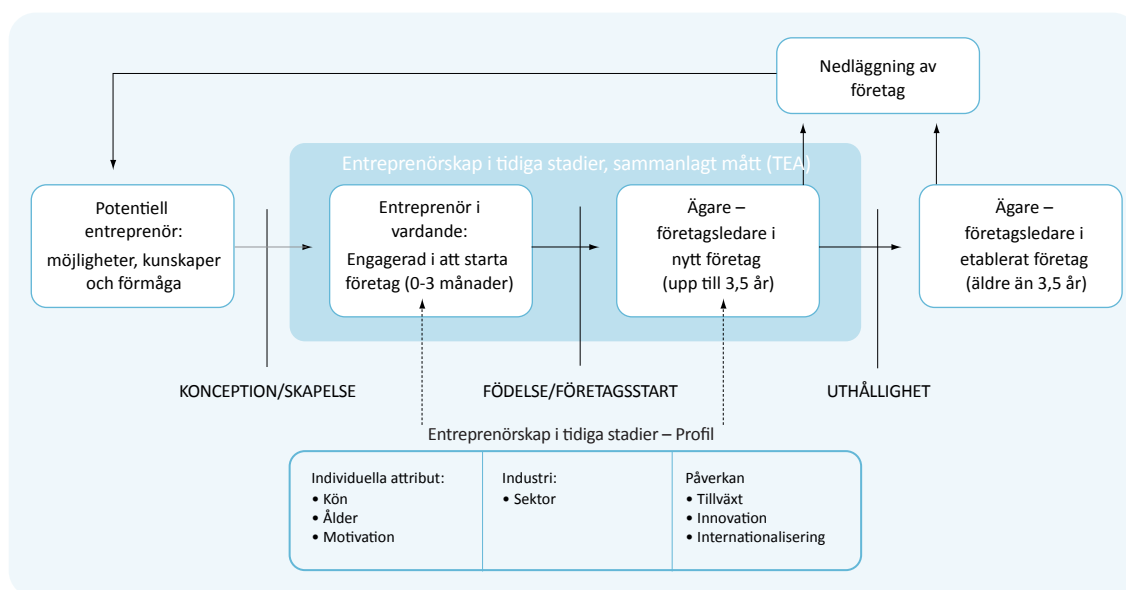 Nedläggning av
företag
Entreprenörskap i tidiga stadier, sammanlagt mått (TEA)
Potentiell
entreprenör:
möjligheter, kunskaper
och förmåga
Entreprenör i
vardande:
Engagerad i att starta
företag (0-3 månader)
Ägare –
företagsledare i
nytt företag
(upp till 3,5 år)
Ägare –
företagsledare i
etablerat företag
(äldre än 3,5 år)
KONCEPTION/SKAPELSE
FÖDELSE/FÖRETAGSSTART
UTHÅLLIGHET
Entreprenörskap i tidiga stadier – Profil
Individuella attribut:
• Kön
• Ålder
• Motivation
Industri:
• Sektor
Påverkan
• Tillväxt
• Innovation
• Internationalisering